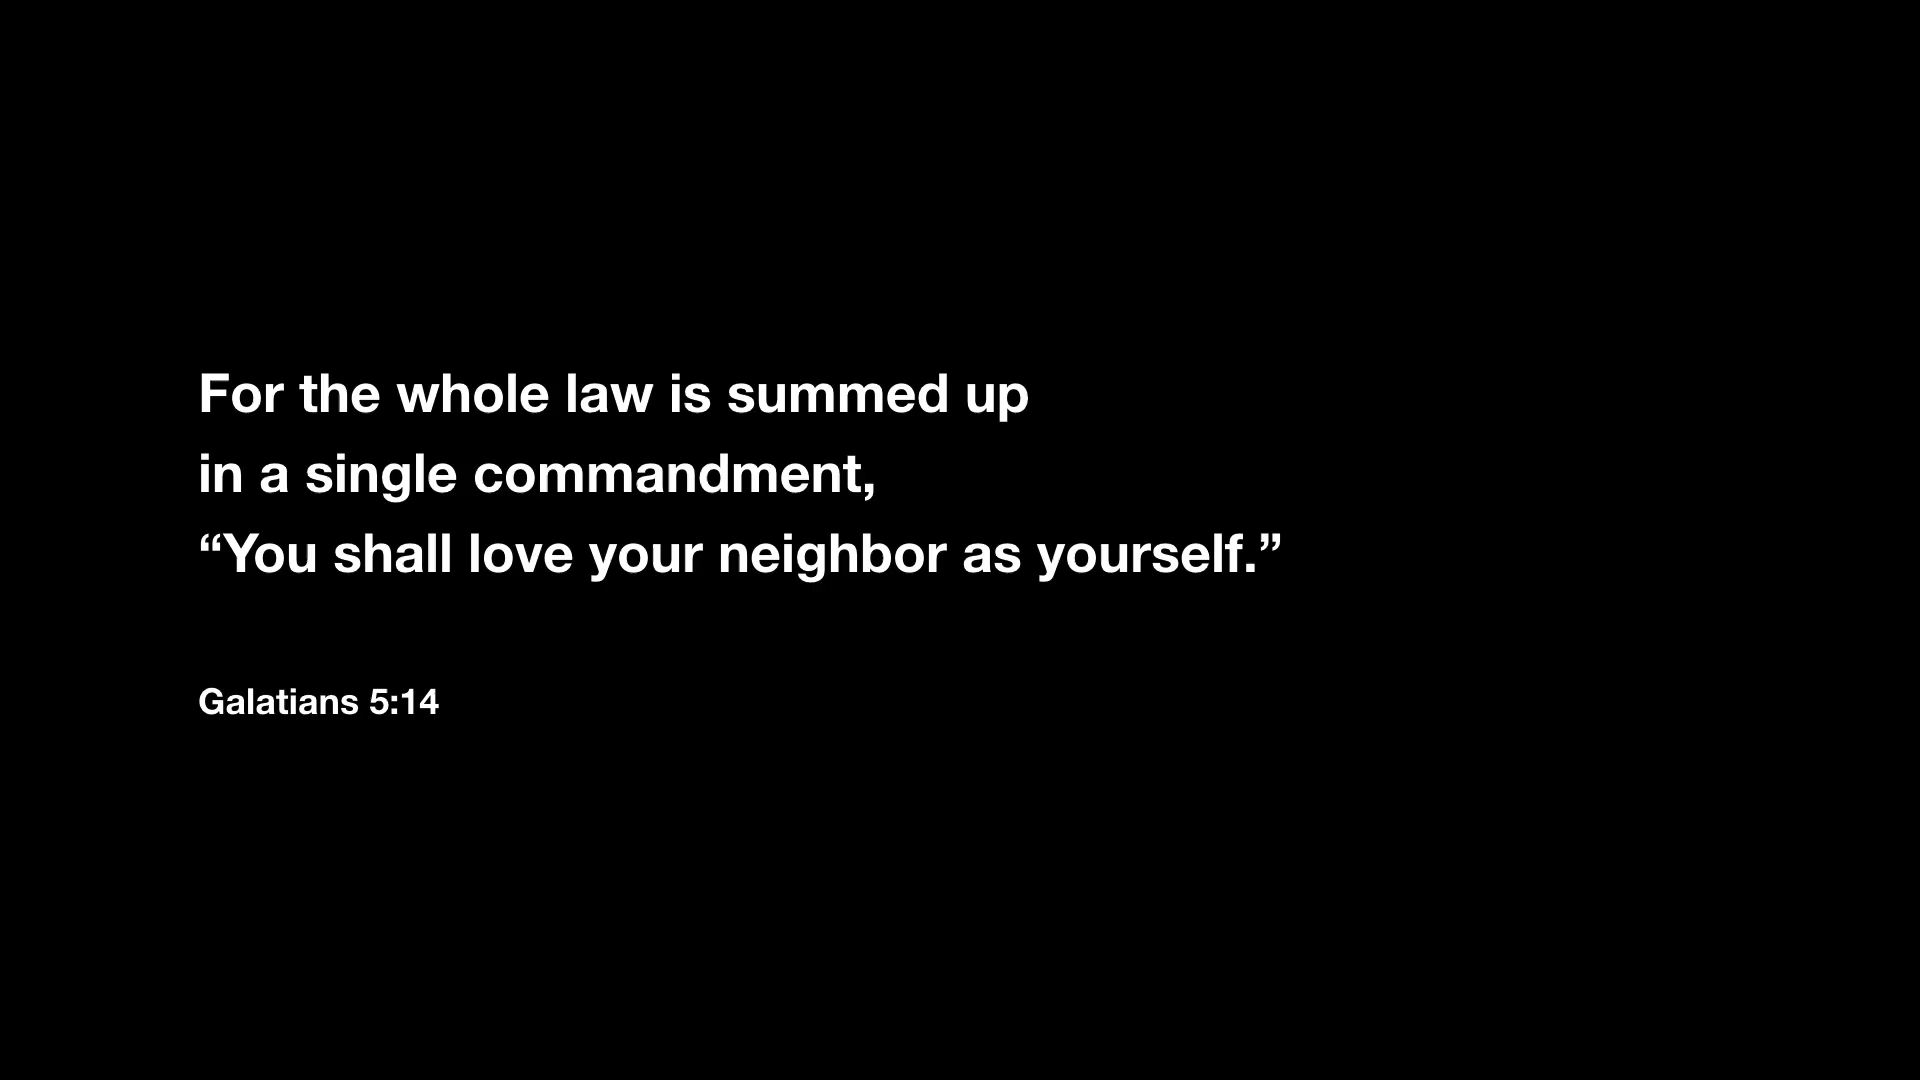 For the whole law is summed up
in a single commandment,
“You shall love your neighbor as yourself.”
Galatians 5:14